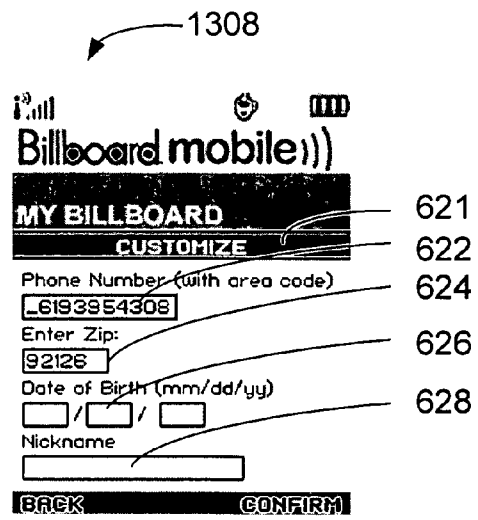 1308
Billboard mobile
MY BILLBOARD
CUSTOMIZE
621
Phone Number (with area code)
622
_6193954308
624
Enter Zip:
92126
626
Date of Birth (mm/dd/yy)
/ /
628
Nickname
BACK CONFIRM